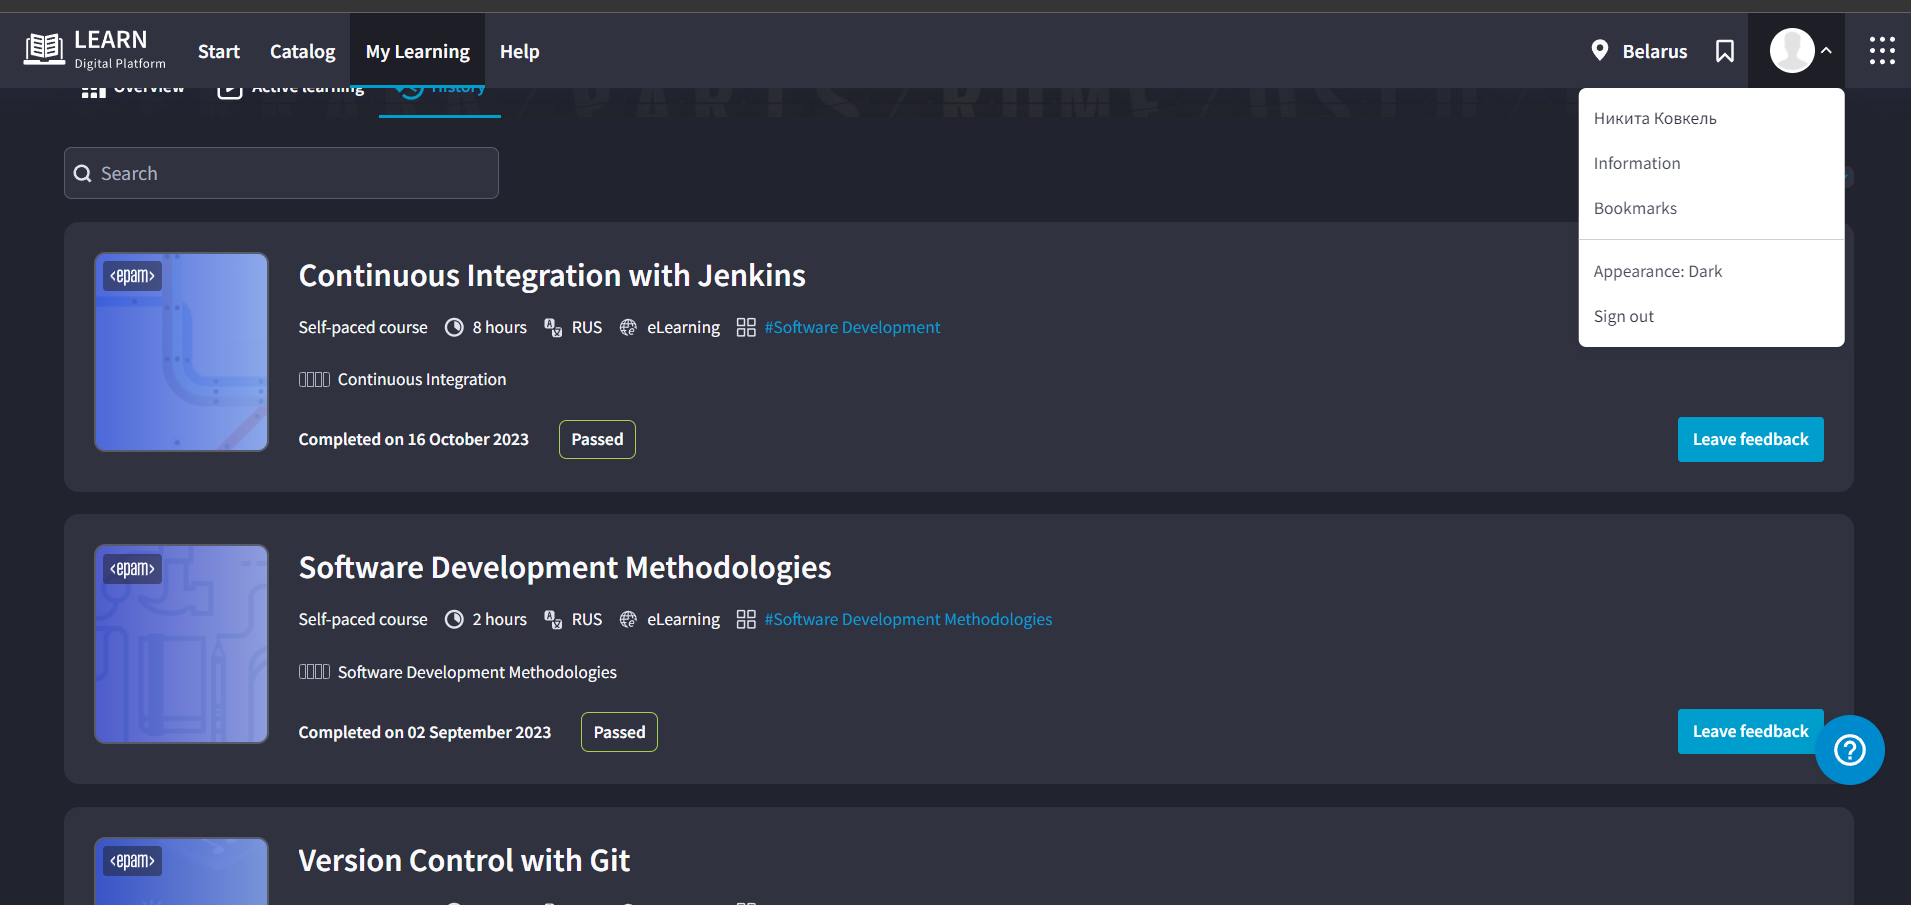 LEARN
Digital Platform
Start
Catalog
My Learning
Help
Belarus
Overview
Active learning
History
Никита Ковкель
Information
Bookmarks
Appearance: Dark
Sign out
Search
<epam>
Continuous Integration with Jenkins
Self-paced course 8 hours RUS eLearning #Software Development
Continuous Integration
Completed on 16 October 2023 Passed
Leave feedback
<epam>
Software Development Methodologies
Self-paced course 2 hours RUS eLearning #Software Development Methodologies
Software Development Methodologies
Completed on 02 September 2023 Passed
Leave feedback
<epam>
Version Control with Git